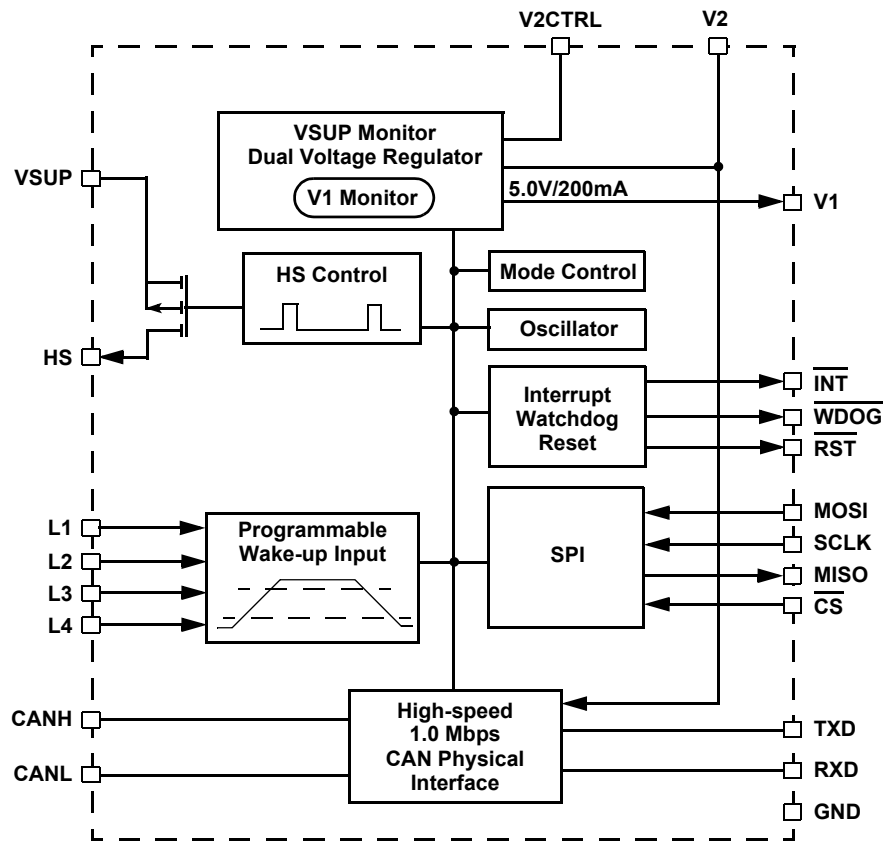 V2CTRL
V2
VSUP Monitor
Dual Voltage Regulator
V1 Monitor
VSUP
5.0V/200mA
V1
HS Control
Mode Control
Oscillator
HS
Interrupt
Watchdog
Reset
INT
WDOG
RST
L1
L2
L3
L4
Programmable
Wake-up Input
SPI
MOSI
SCLK
MISO
CS
CANH
CANL
High-speed
1.0 Mbps
CAN Physical
Interface
TXD
RXD
GND